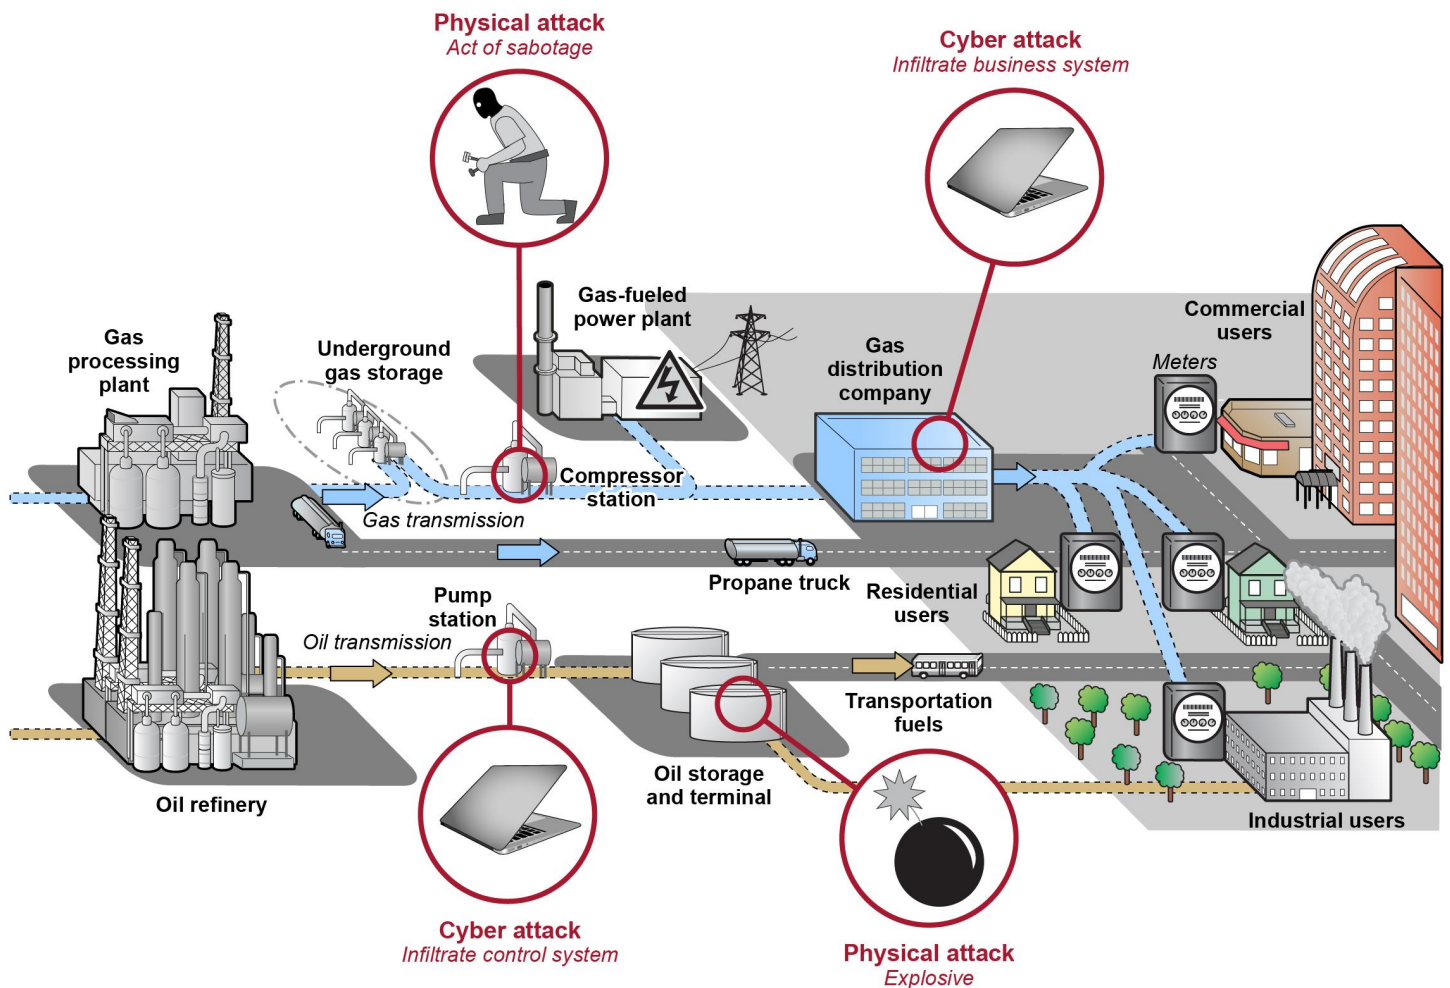 Physical attack
Act of sabotage
Cyber attack
Infiltrate business system
Gas-fueled
power plant
Commercial
users
Gas
processing
plant
Underground
gas storage
Gas
distribution
company
Meters
Compressor
station
Gas transmission
Propane truck
Residential
users
Pump
station
Oil transmission
Transportation
fuels
Oil storage
and terminal
Oil refinery
Industrial users
Cyber attack
Infiltrate control system
Physical attack
Explosive